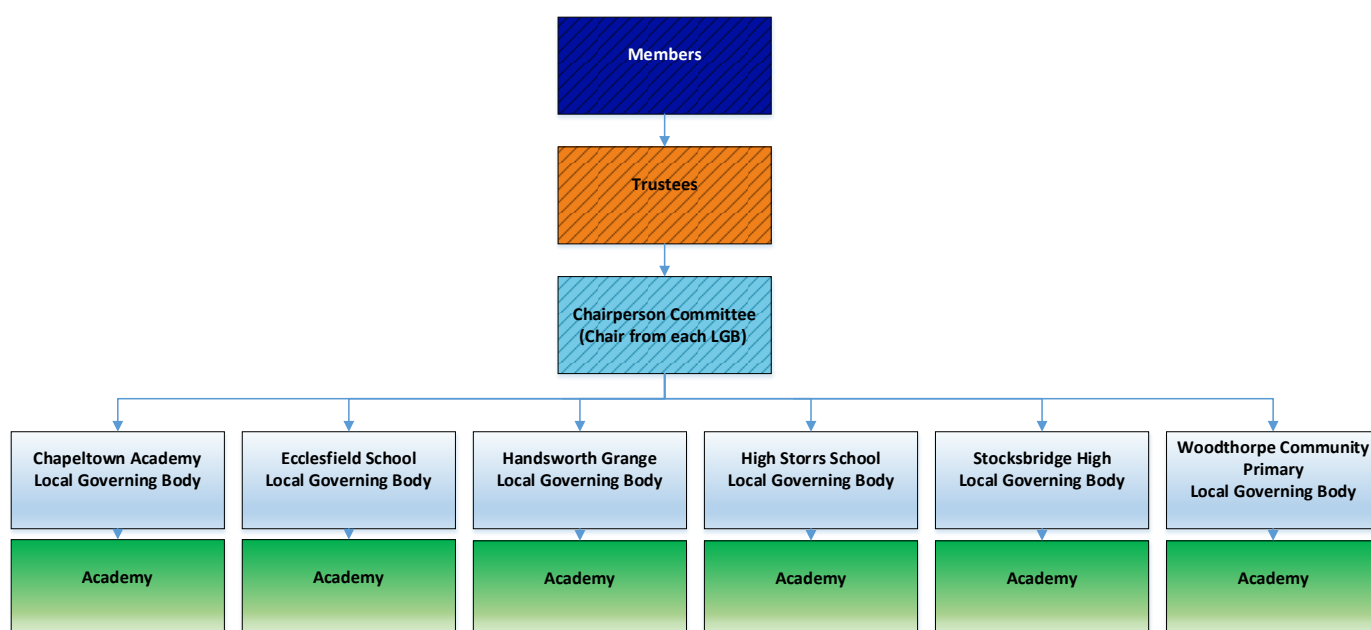 Members
Trustees
Chairperson Committee
(Chair from each LGB)
Chapeltown Academy
Local Governing Body
Ecclesfield School
Local Governing Body
Handsworth Grange
Local Governing Body
High Storrs School
Local Governing Body
Stocksbridge High
Local Governing Body
Woodthorpe Community
Primary
Local Governing Body
Academy
Academy
Academy
Academy
Academy
Academy